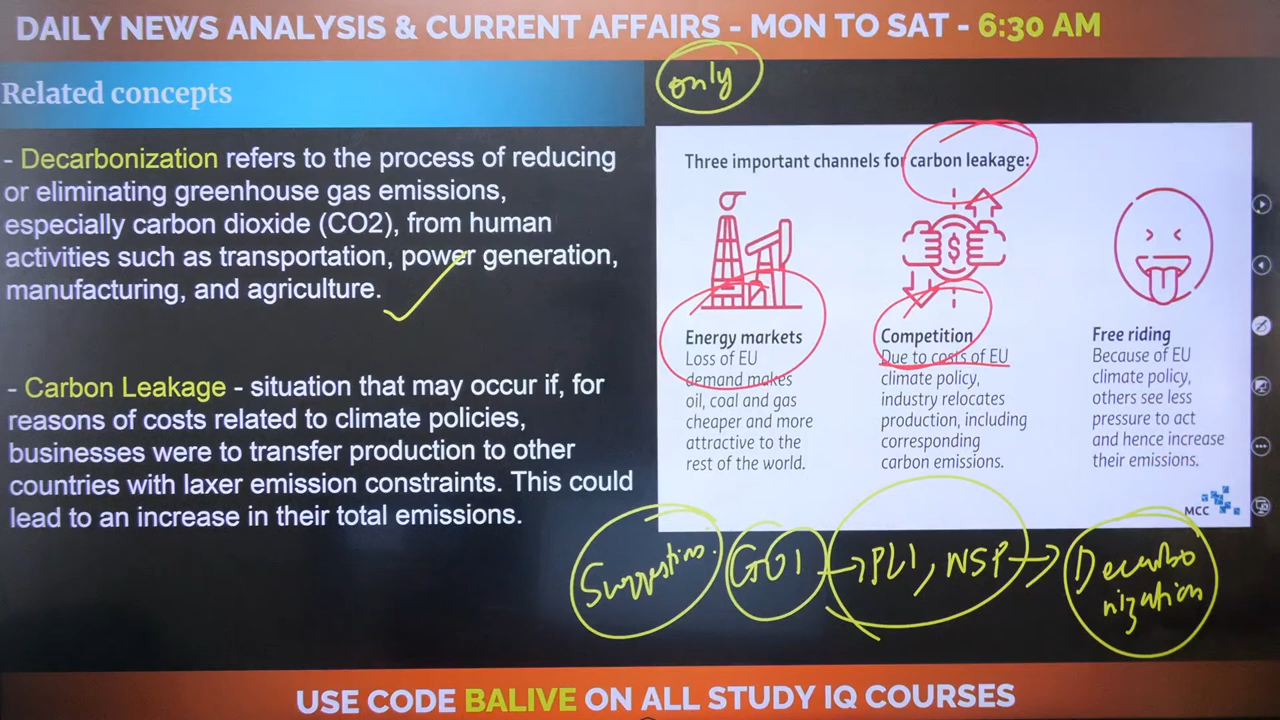 DAILY NEWS ANALYSIS & CURRENT AFFAIRS - MON TO SAT - 6:30 AM
Related concepts
only
- Decarbonization refers to the process of reducing
or eliminating greenhouse gas emissions,
especially carbon dioxide (CO2), from human
activities such as transportation, power generation,
manufacturing, and agriculture.
- Carbon Leakage - situation that may occur if, for
reasons of costs related to climate policies,
businesses were to transfer production to other
countries with laxer emission constraints. This could
lead to an increase in their total emissions.
Three important channels for carbon leakage:
$
Energy markets
Loss of EU
demand makes
oil, coal and gas
cheaper and more
attractive to the
rest of the world.
Competition
Due to costs of EU
climate policy,
industry relocates
production, including
corresponding
carbon emissions.
Free riding
Because of EU
climate policy,
others see less
pressure to act
and hence increase
their emissions.
MCC
PLI, NSP
Decarbo
nization
USE CODE BALIVE ON ALL STUDY IQ COURSES